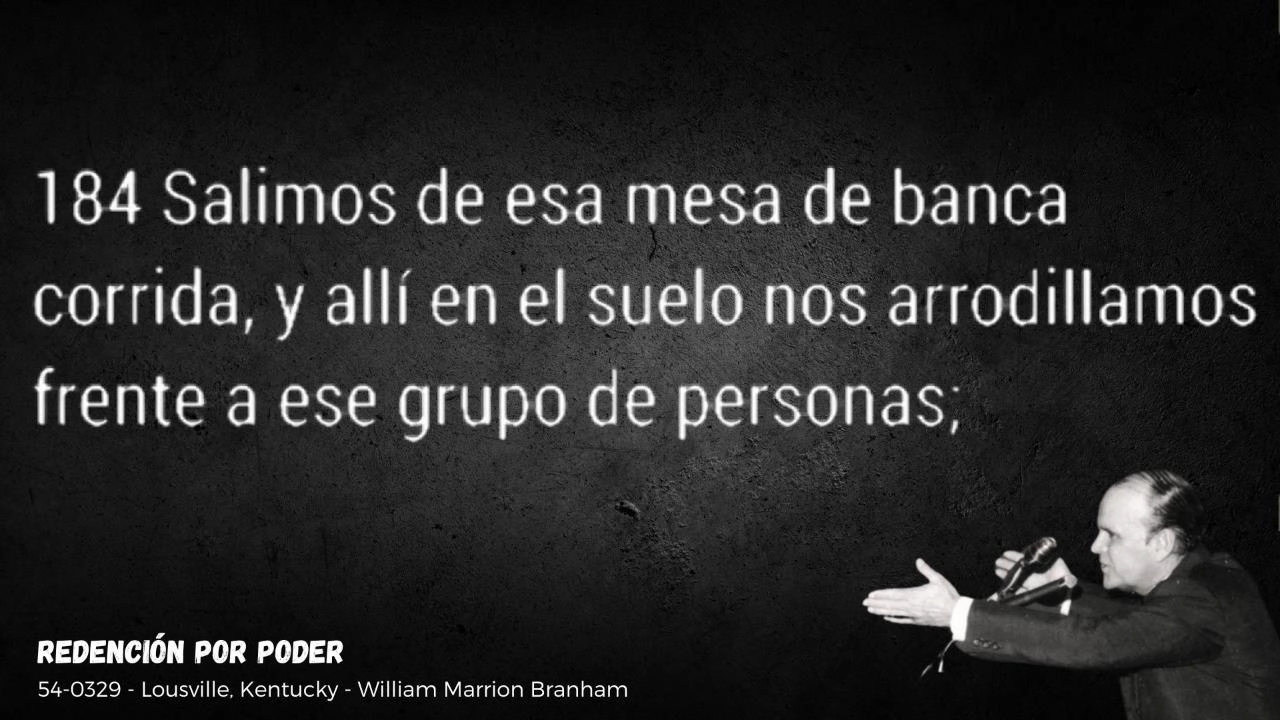 184 Salimos de esa mesa de banca
corrida, y allí en el suelo nos arrodillamos
frente a ese grupo de personas;
REDENCIÓN POR PODER
54-0329 - Lousville, Kentucky - William Marrion Branham